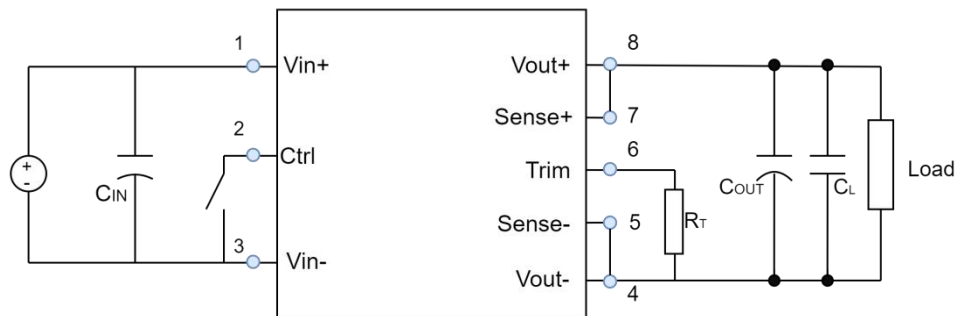 1
Vin+
2
Ctrl
3
Vin-
+
-
CIN
8
Vout+
7
Sense+
6
Trim
5
Sense-
4
Vout-
RT
COUT
CL
Load